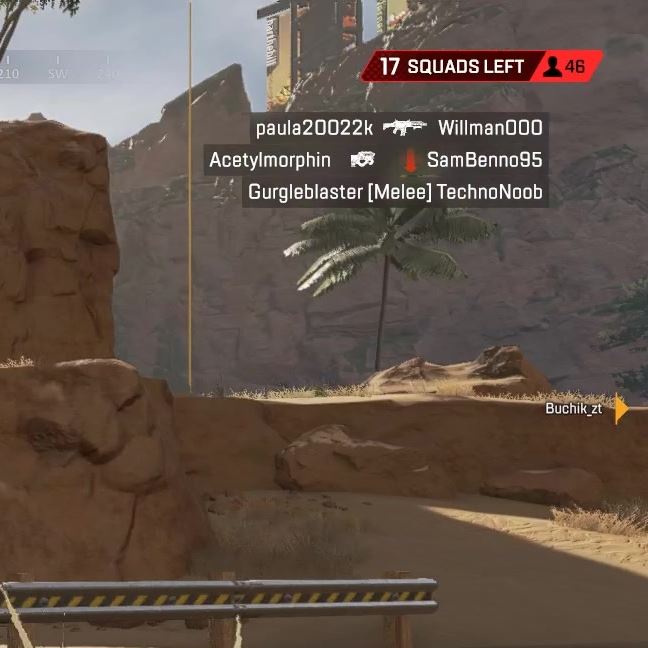 210 SW 240
17 SQUADS LEFT 46
paula20022k Willman000
Acetylmorphin SamBenno95
Gurgleblaster [Melee] TechnoNoob
Buchik_zt